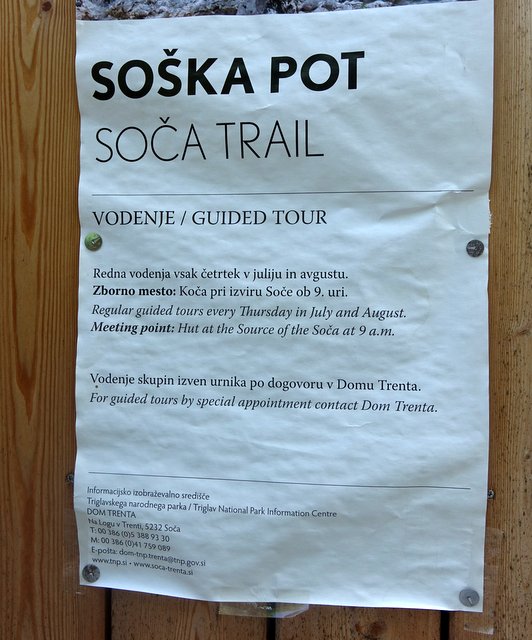 SOŠKA POT
SOČA TRAIL
VODENJE / GUIDED TOUR
Redna vodenja vsak četrtek v juliju in avgustu.
Zborno mesto: Koča pri izviru Soče ob 9. uri.
Regular guided tours every Thursday in July and August.
Meeting point: Hut at the Source of the Soča at 9 a.m.
Vodenje skupin izven urnika po dogovoru v Domu Trenta.
For guided tours by special appointment contact Dom Trenta.
Informacijsko izobraževalno središče
Triglavskega narodnega parka / Triglav National Park Information Centre
DOM TRENTA
Na Logu v Trenti, 5232 Soča
T: 00 386 (0)5 388 93 30
M: 00 386 (0)41 759 089
E-pošta: dom-tnp.trenta@tnp.gov.si
www.tnp.si • www.soca-trenta.si